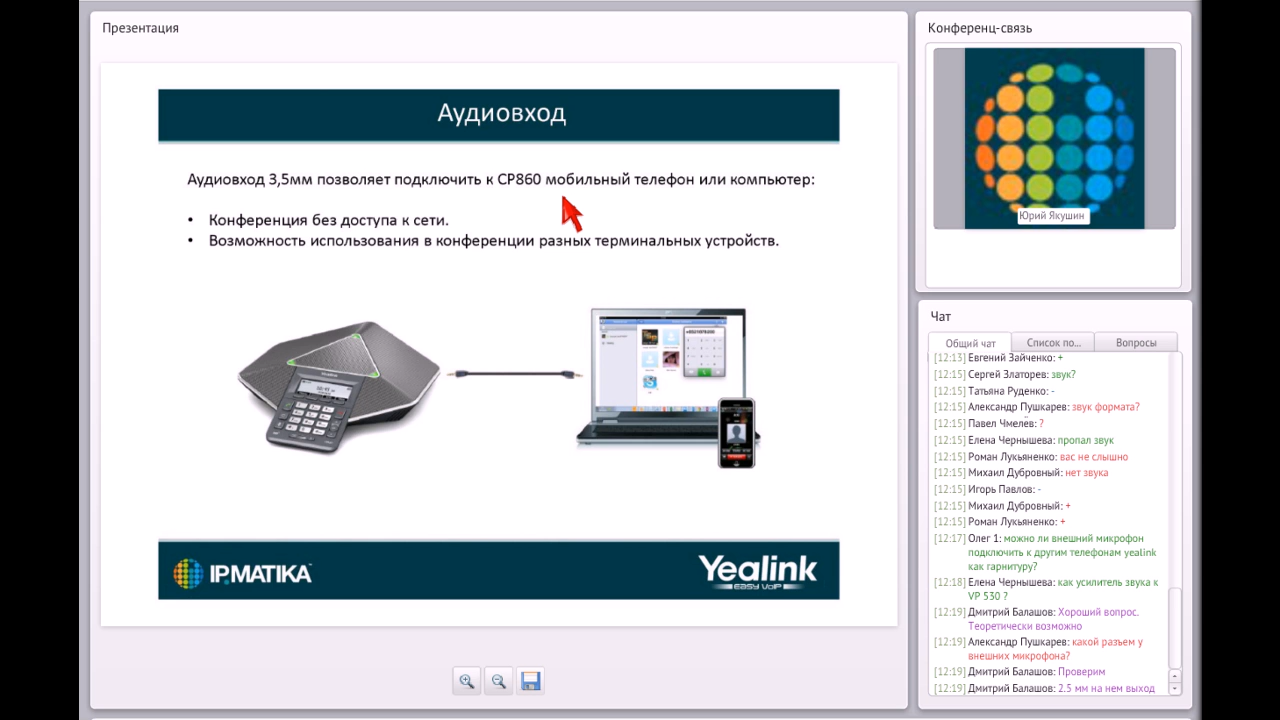 Презентация
Аудиовход
Аудиовход 3,5мм позволяет подключить к CP860 мобильный телефон или компьютер:
• Конференция без доступа к сети.
• Возможность использования в конференции разных терминальных устройств.
IPMATIKA
Yealink
EASY VoIP
Конференц-связь
Юрий Якушин
Чат
Общий чат
Список по...
Вопросы
[12:13] Евгений Зайченко: +
[12:15] Сергей Златорев: звук?
[12:15] Татьяна Руденко: -
[12:15] Александр Пушкарев: звук формата?
[12:15] Павел Чмелёв: ?
[12:15] Елена Чернышева: пропал звук
[12:15] Роман Лукьяненко: вас не слышно
[12:15] Михаил Дубровный: нет звука
[12:15] Игорь Павлов: -
[12:15] Михаил Дубровный: +
[12:15] Роман Лукьяненко: +
[12:17] Олег 1: можно ли внешний микрофон
подключить к другим телефонам yealink
как гарнитуру?
[12:18] Елена Чернышева: как усилитель звука к
VP 530 ?
[12:19] Дмитрий Балашов: Хороший вопрос.
Теоретически возможно
[12:19] Александр Пушкарев: какой разъем у
внешних микрофона?
[12:19] Дмитрий Балашов: Проверим
[12:19] Дмитрий Балашов: 2.5 мм на нем выход